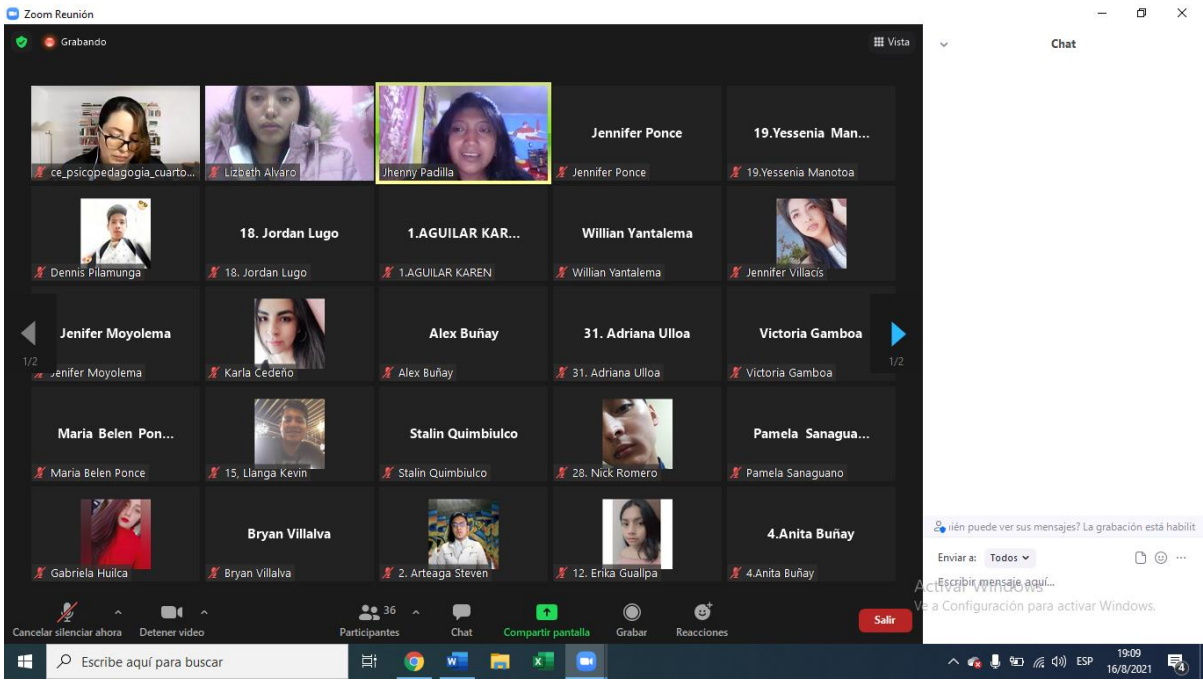 Zoom Reunión
Grabando
Vista
Chat
ce_psicopedagogia_cuarto...
Lizbeth Alvaro
Jhenny Padilla
Jennifer Ponce
Jennifer Ponce
19.Yessenia Man...
19.Yessenia Manotoa
Dennis Pilamunga
18. Jordan Lugo
18. Jordan Lugo
1.AGUILAR KAR...
1.AGUILAR KAREN
Willian Yantalema
Willian Yantalema
Jennifer Villacís
1/2
Jenifer Moyolema
Jenifer Moyolema
Karla Cedeño
Alex Buñay
Alex Buñay
31. Adriana Ulloa
31. Adriana Ulloa
Victoria Gamboa
Victoria Gamboa
1/2
Maria Belen Pon...
Maria Belen Ponce
15, Llanga Kevin
Stalin Quimbiulco
Stalin Quimbiulco
28. Nick Romero
Pamela Sanagua...
Pamela Sanaguano
Gabriela Huilca
Bryan Villalva
Bryan Villalva
2. Arteaga Steven
12. Erika Guallpa
4.Anita Buñay
4.Anita Buñay
ién puede ver sus mensajes? La grabación está habilit
Enviar a: Todos
Escribir mensaje aquí...
Activar Windows
Ve a Configuración para activar Windows.
Cancelar silenciar ahora
Detener video
36
Participantes
Chat
Compartir pantalla
Grabar
Reacciones
Salir
Escribe aquí para buscar
ESP
19:09
16/8/2021
4